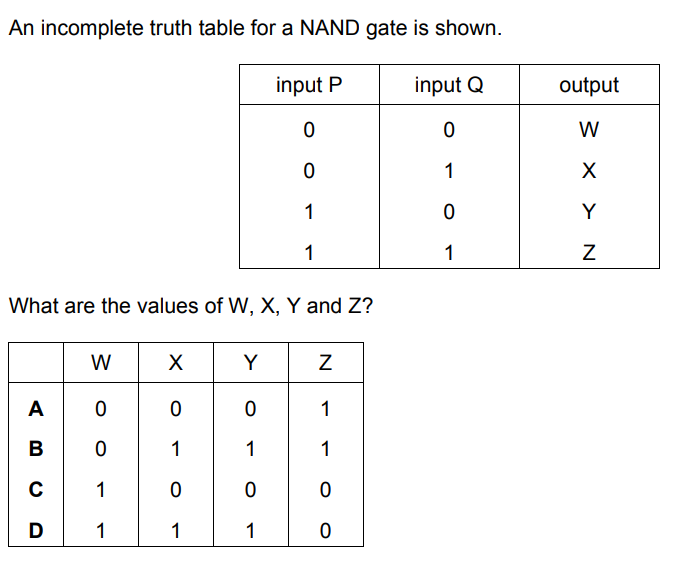 An incomplete truth table for a NAND gate is shown.
input P input Q output
0 0 W
0 1 X
1 0 Y
1 1 Z
What are the values of W, X, Y and Z?
W X Y Z
A 0 0 0 1
B 0 1 1 1
C 1 0 0 0
D 1 1 1 0